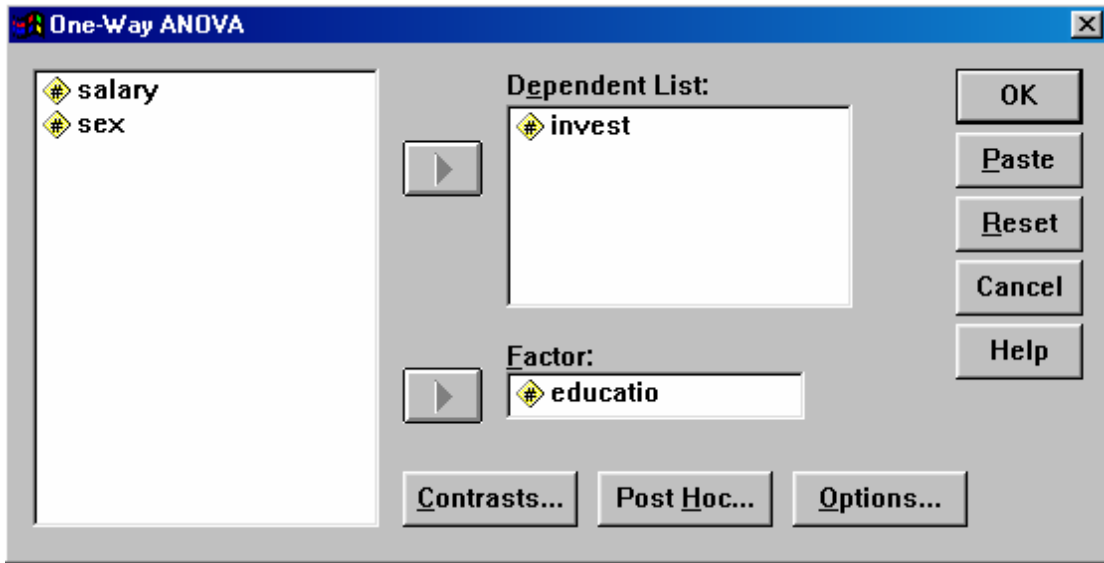 One-Way ANOVA
# salary
# sex
Dependent List:
# invest
Factor:
# educatio
OK
Paste
Reset
Cancel
Help
Contrasts...
Post Hoc...
Options...